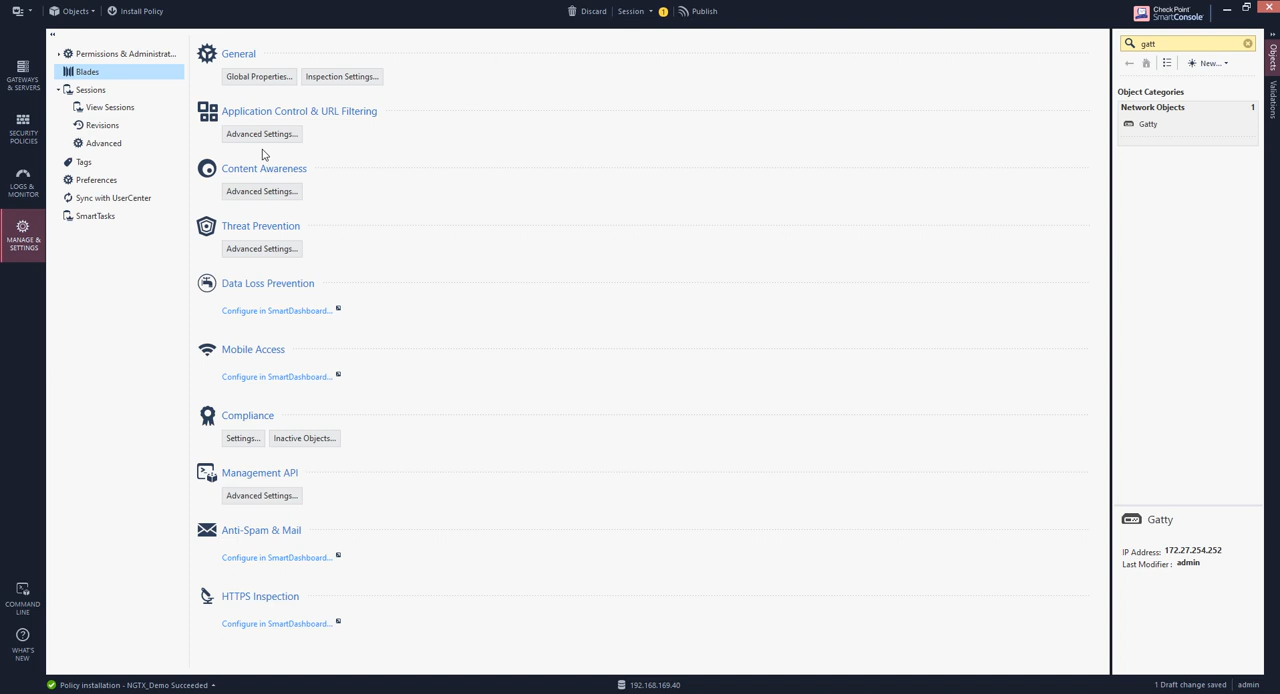 Objects
Install Policy
Discard
Session
1
Publish
Check Point
SmartConsole
GATEWAYS
& SERVERS
SECURITY
POLICIES
LOGS &
MONITOR
MANAGE &
SETTINGS
COMMAND
LINE
WHAT'S
NEW
Permissions & Administrat...
Blades
Sessions
View Sessions
Revisions
Advanced
Tags
Preferences
Sync with UserCenter
SmartTasks
General
Global Properties... Inspection Settings...
Application Control & URL Filtering
Advanced Settings...
Content Awareness
Advanced Settings...
Threat Prevention
Advanced Settings...
Data Loss Prevention
Configure in SmartDashboard...
Mobile Access
Configure in SmartDashboard...
Compliance
Settings... Inactive Objects...
Management API
Advanced Settings...
Anti-Spam & Mail
Configure in SmartDashboard...
HTTPS Inspection
Configure in SmartDashboard...
gatt
New...
Object Categories
Network Objects 1
Gatty
Gatty
IP Address: 172.27.254.252
Last Modifier : admin
Objects
Validations
Policy installation - NGTX_Demo Succeeded
192.168.169.40
1 Draft change saved
admin